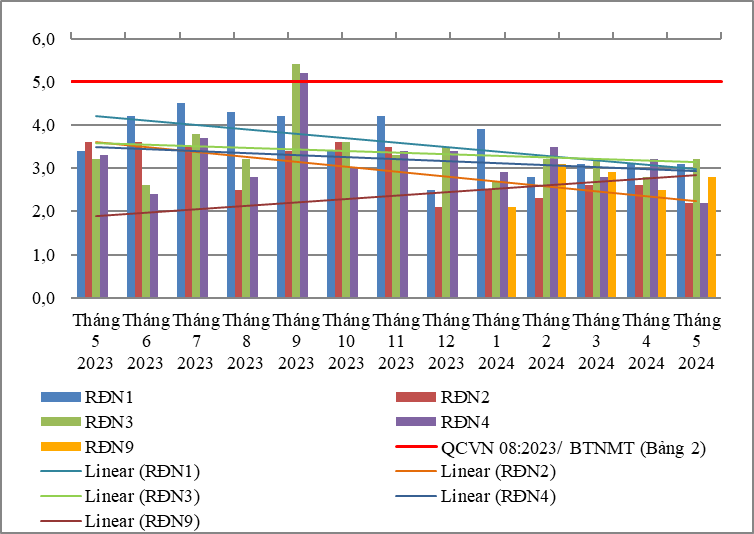 6,0
5,0
4,0
3,0
2,0
1,0
0,0
Tháng Tháng Tháng Tháng Tháng Tháng Tháng Tháng Tháng Tháng Tháng Tháng Tháng
5 6 7 8 9 10 11 12 1 2 3 4 5
2023 2023 2023 2023 2023 2023 2023 2023 2024 2024 2024 2024 2024
RĐN1 RĐN2
RĐN3 RĐN4
RĐN9 QCVN 08:2023/ BTNMT (Bảng 2)
Linear (RĐN1) Linear (RĐN2)
Linear (RĐN3) Linear (RĐN4)
Linear (RĐN9)